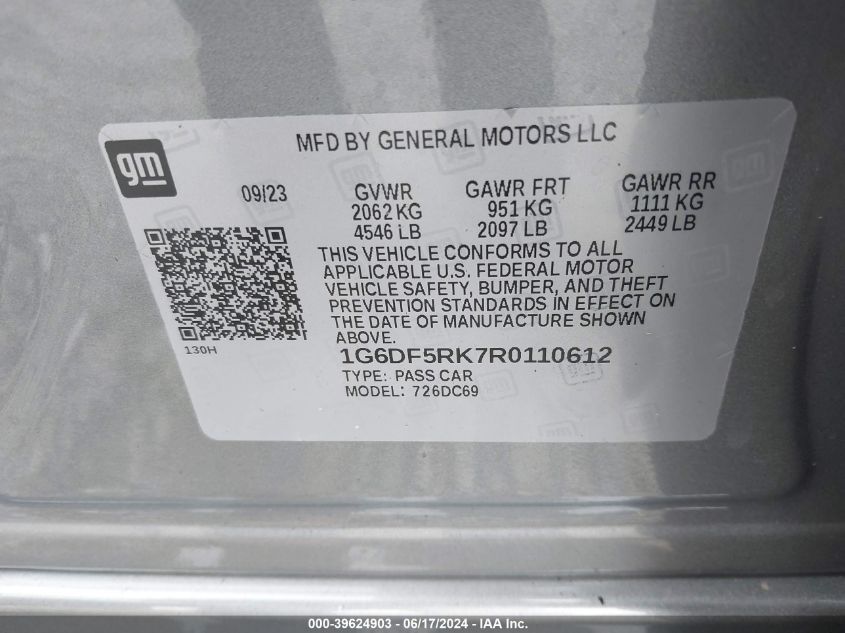 MFD BY GENERAL MOTORS LLC
gm
09/23 GVWR GAWR FRT GAWR RR
2062 KG 951 KG 1111 KG
4546 LB 2097 LB 2449 LB
THIS VEHICLE CONFORMS TO ALL
APPLICABLE U.S. FEDERAL MOTOR
VEHICLE SAFETY, BUMPER, AND THEFT
PREVENTION STANDARDS IN EFFECT ON
THE DATE OF MANUFACTURE SHOWN
ABOVE.
130H
1G6DF5RK7R0110612
TYPE: PASS CAR
MODEL: 726DC69
000-39624903 - 06/17/2024 - IAA Inc.